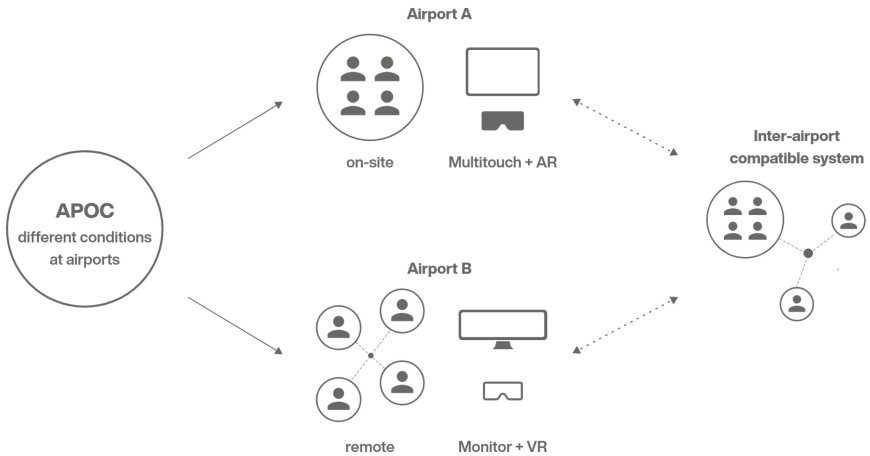 Airport A
on-site
Multitouch + AR
APOC
different conditions
at airports
Inter-airport
compatible system
Airport B
remote
Monitor + VR